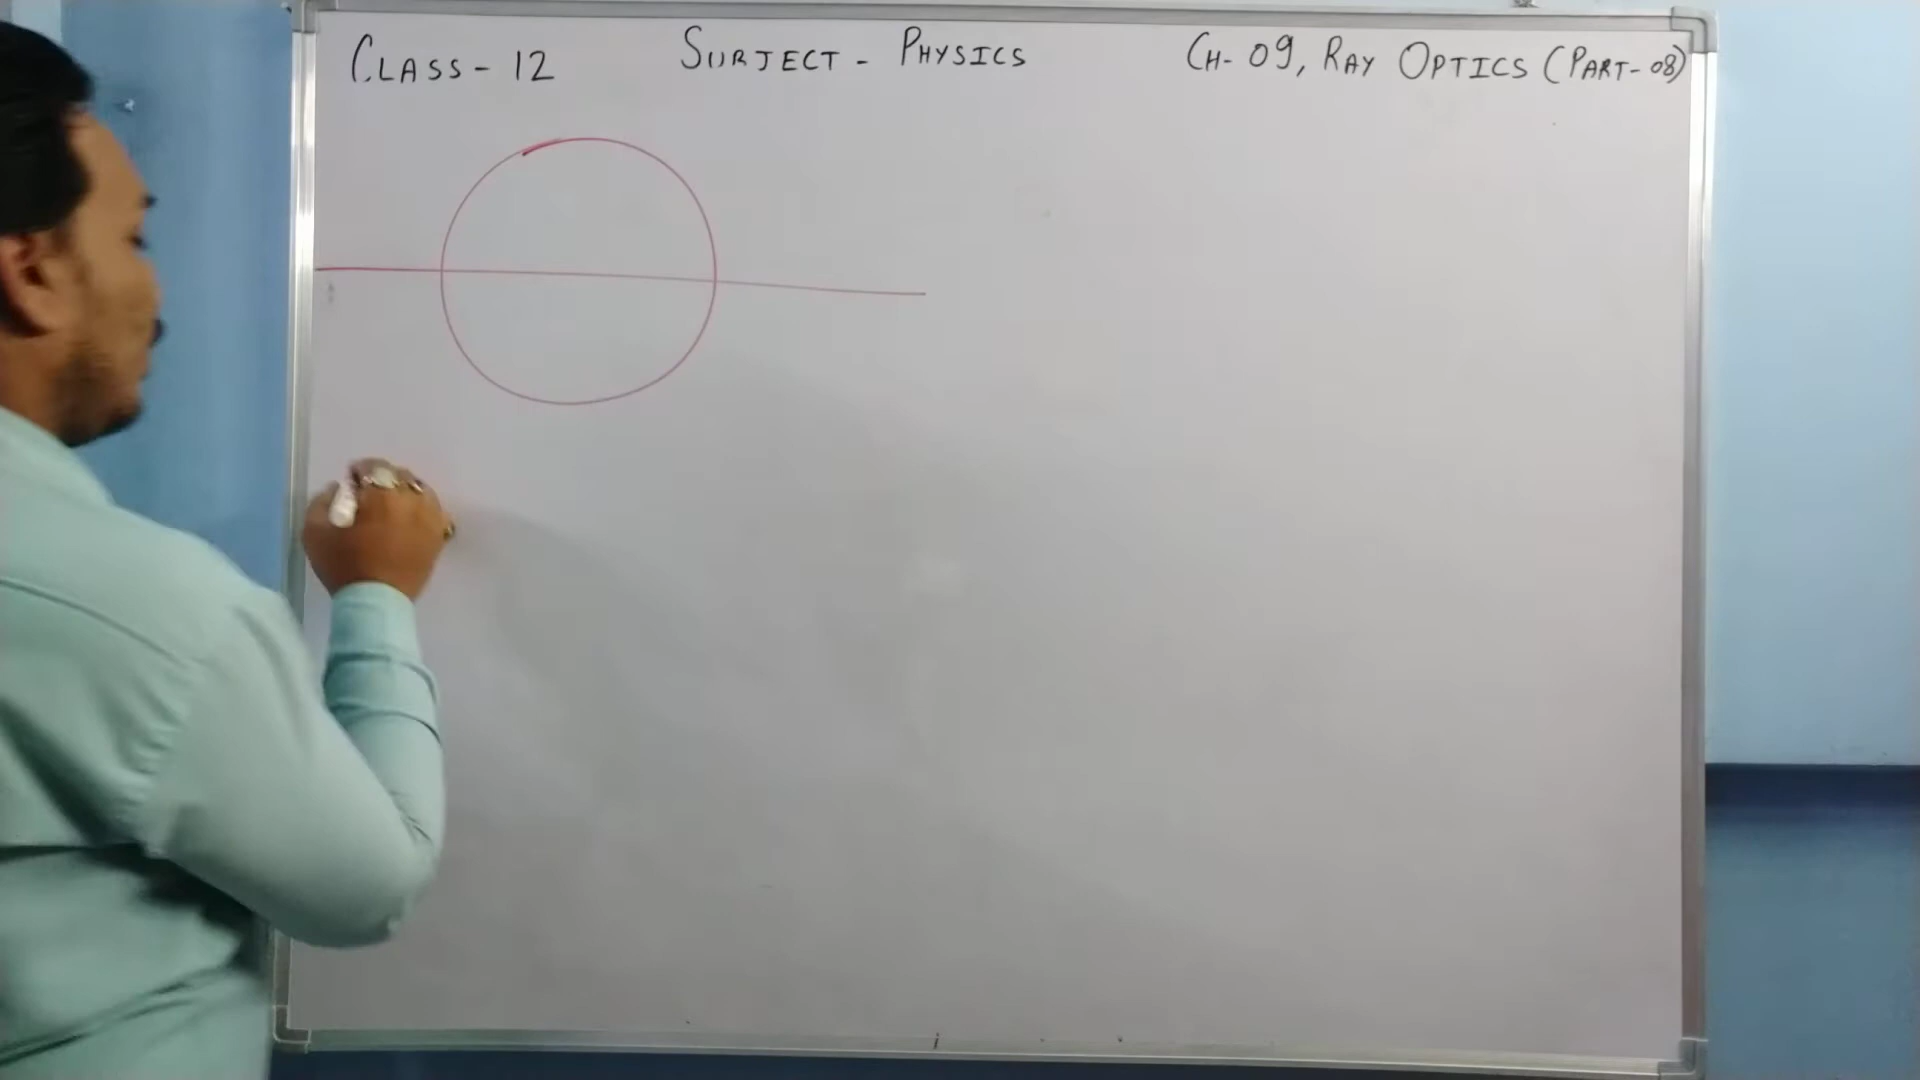 CLASS - 12 SUBJECT - PHYSICS CH- 09, RAY OPTICS (PART- 08)